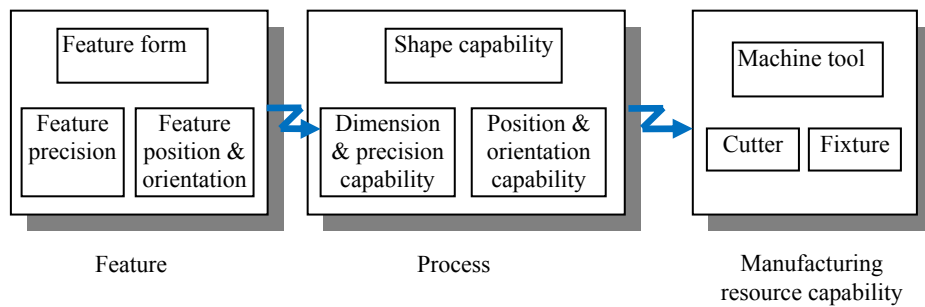 Feature form
Feature
precision
Feature
position &
orientation
Feature
Shape capability
Dimension
& precision
capability
Position &
orientation
capability
Process
Machine tool
Cutter
Fixture
Manufacturing
resource capability